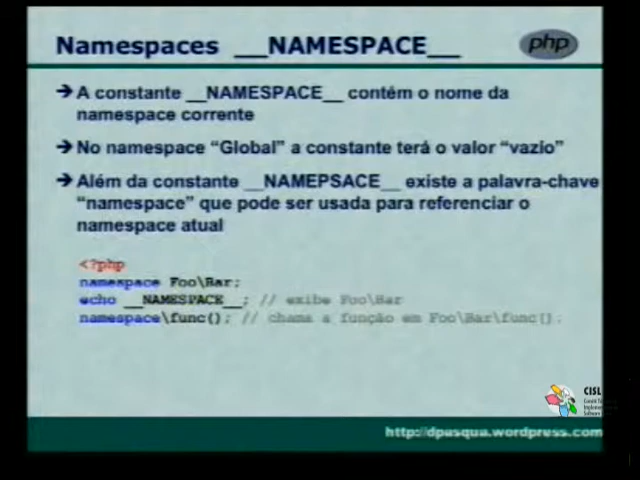 Namespaces __NAMESPACE__
php
➔ A constante __NAMESPACE__ contém o nome da
namespace corrente
➔ No namespace “Global” a constante terá o valor “vazio”
➔ Além da constante __NAMEPSACE__ existe a palavra-chave
“namespace” que pode ser usada para referenciar o
namespace atual
<?php
namespace Foo\Bar;
echo __NAMESPACE__; // exibe Foo\Bar
namespace\func(); // chama a função em Foo\Bar\func();
CISL
http://dpasqua.wordpress.com